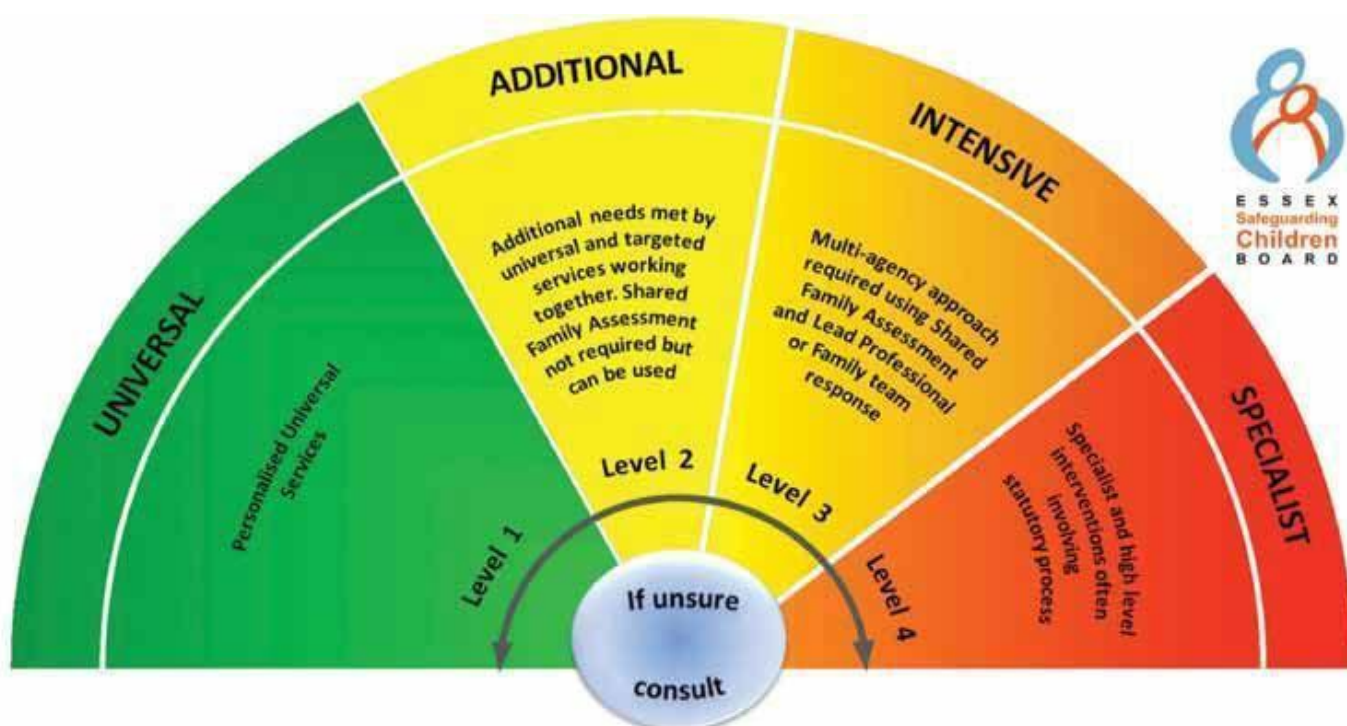 UNIVERSAL
Personalised Universal
Services
Level 1
ADDITIONAL
Additional needs met by
universal and targeted
services working
together. Shared
Family Assessment
not required but
can be used
Level 2
INTENSIVE
Multi-agency approach
required using Shared
Family Assessment
and Lead Professional
or Family team
response
Level 3
SPECIALIST
Specialist and high level
interventions often
involving
statutory process
Level 4
If unsure
consult
ESSEX
Safeguarding
Children
BOARD